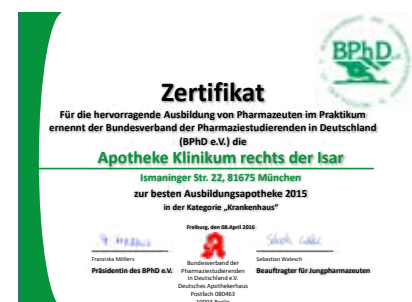 BPhD
Zertifikat
Für die hervorragende Ausbildung von Pharmazeuten im Praktikum
ernennt der Bundesverband der Pharmaziestudierenden in Deutschland
(BPhD e.V.) die
Apotheke Klinikum rechts der Isar
Ismaninger Str. 22, 81675 München
zur besten Ausbildungsapotheke 2015
in der Kategorie „Krankenhaus“
Freiburg, den 08.April 2016
Franziska Möllers
Präsidentin des BPhD e.V.
Bundesverband der
Pharmaziestudierenden
in Deutschland e.V.
Deutsches Apothekerhaus
Postfach 080463
10004 Berlin
Sebastian Walesch
Beauftragter für Jungpharmazeuten